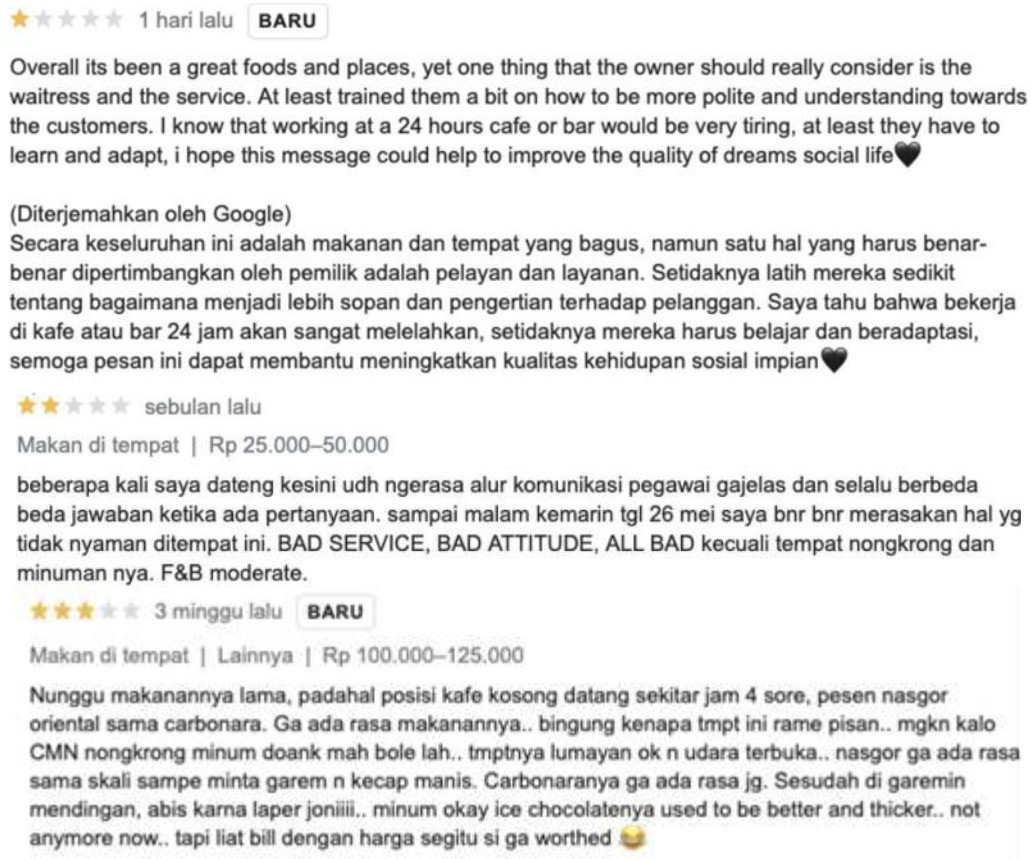 1 hari lalu BARU
Overall its been a great foods and places, yet one thing that the owner should really consider is the
waitress and the service. At least trained them a bit on how to be more polite and understanding towards
the customers. I know that working at a 24 hours cafe or bar would be very tiring, at least they have to
learn and adapt, i hope this message could help to improve the quality of dreams social life🖤
(Diterjemahkan oleh Google)
Secara keseluruhan ini adalah makanan dan tempat yang bagus, namun satu hal yang harus benar-
benar dipertimbangkan oleh pemilik adalah pelayan dan layanan. Setidaknya latih mereka sedikit
tentang bagaimana menjadi lebih sopan dan pengertian terhadap pelanggan. Saya tahu bahwa bekerja
di kafe atau bar 24 jam akan sangat melelahkan, setidaknya mereka harus belajar dan beradaptasi,
semoga pesan ini dapat membantu meningkatkan kualitas kehidupan sosial impian🖤
sebulan lalu
Makan di tempat | Rp 25.000–50.000
beberapa kali saya dateng kesini udh ngerasa alur komunikasi pegawai gajelas dan selalu berbeda
beda jawaban ketika ada pertanyaan. sampai malam kemarin tgl 26 mei saya bnr bnr merasakan hal yg
tidak nyaman ditempat ini. BAD SERVICE, BAD ATTITUDE, ALL BAD kecuali tempat nongkrong dan
minuman nya. F&B moderate.
3 minggu lalu BARU
Makan di tempat | Lainnya | Rp 100.000–125.000
Nunggu makanannya lama, padahal posisi kafe kosong datang sekitar jam 4 sore, pesen nasgor
oriental sama carbonara. Ga ada rasa makanannya.. bingung kenapa tmpt ini rame pisan.. mgkn kalo
CMN nongkrong minum doank mah bole lah.. tmptnya lumayan ok n udara terbuka.. nasgor ga ada rasa
sama skali sampe minta garem n kecap manis. Carbonaranya ga ada rasa jg. Sesudah di garemin
mendingan, abis karna laper joniiiii.. minum okay ice chocolatenya used to be better and thicker.. not
anymore now.. tapi liat bill dengan harga segitu si ga worthed 😂